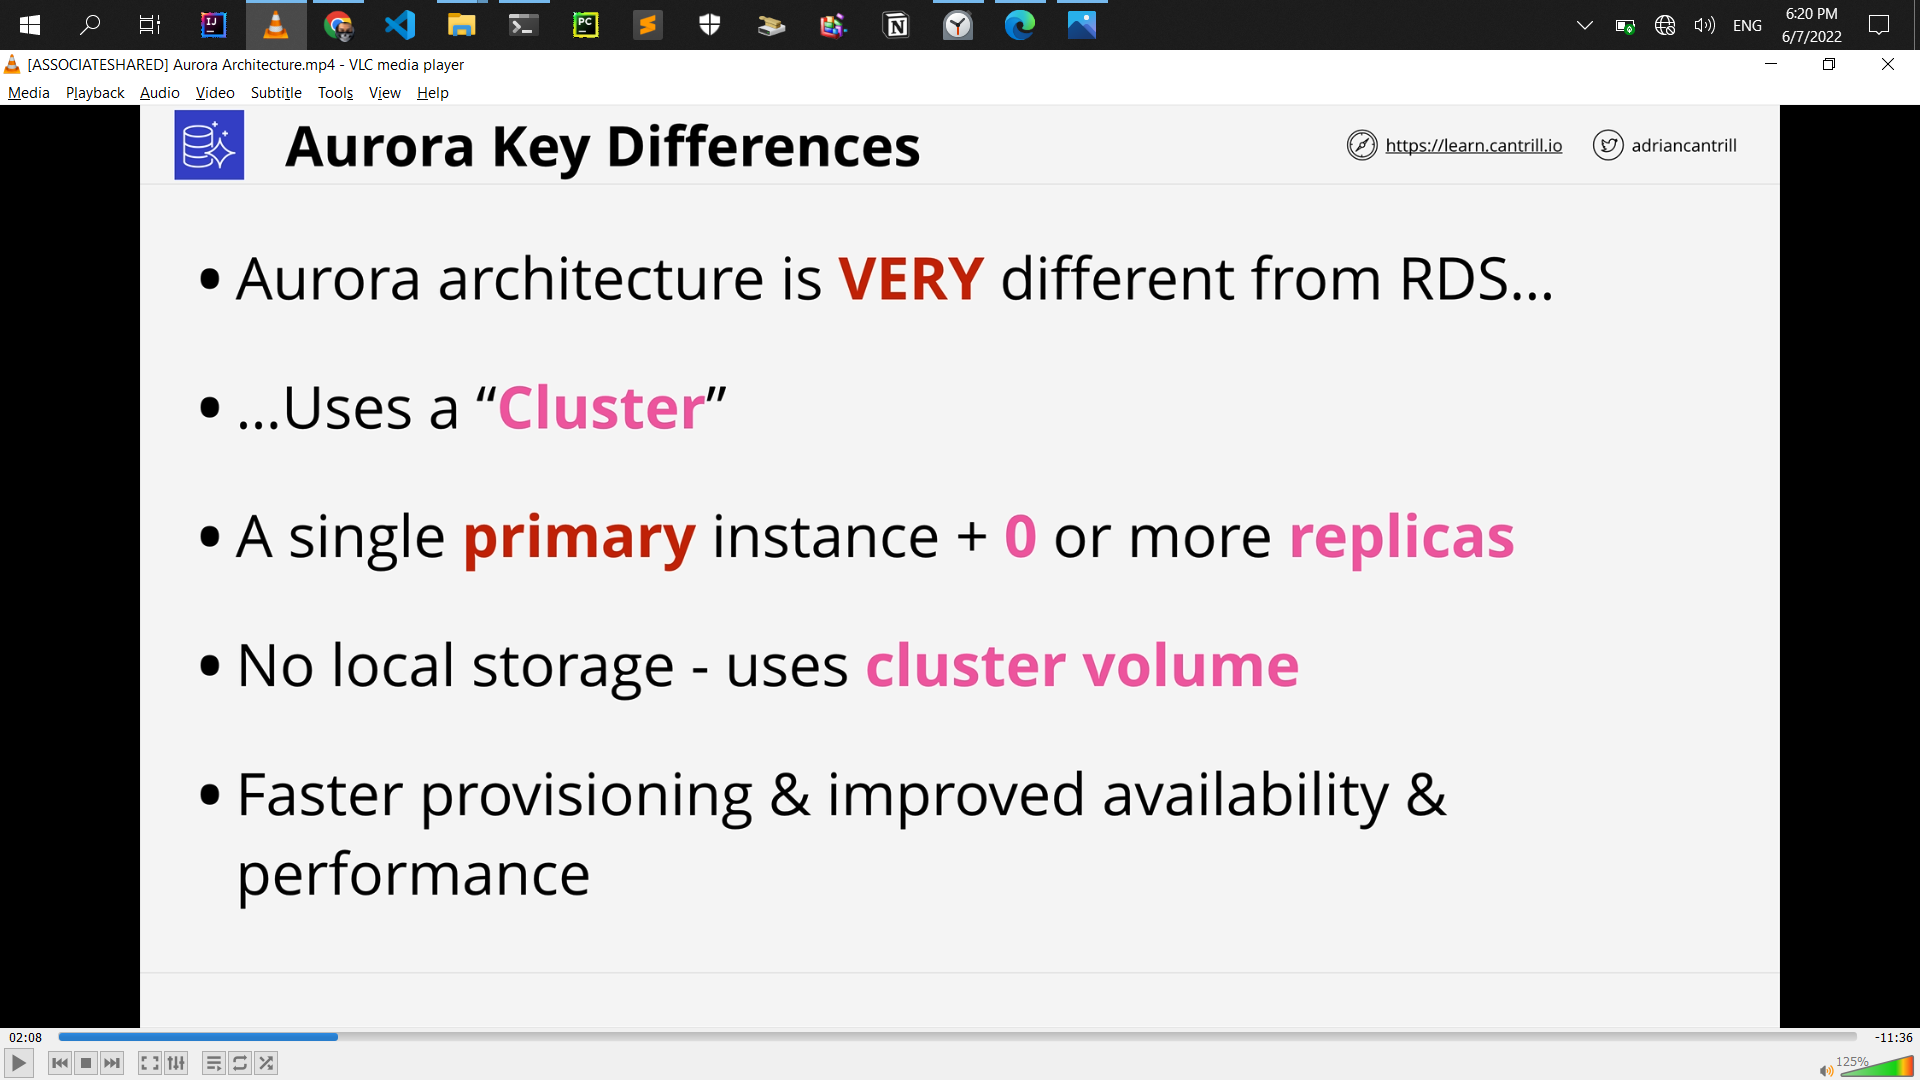 IJ
PC
N
ENG
6:20 PM
6/7/2022
[ASSOCIATESHARED] Aurora Architecture.mp4 - VLC media player
Media Playback Audio Video Subtitle Tools View Help
Aurora Key Differences
https://learn.cantrill.io
adriancantrill
• Aurora architecture is VERY different from RDS...
• ...Uses a “Cluster”
• A single primary instance + 0 or more replicas
• No local storage - uses cluster volume
• Faster provisioning & improved availability &
performance
02:08
-11:36
125%